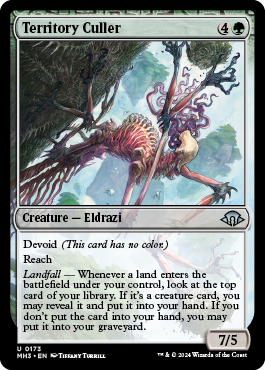 Territory Culler 4
Creature — Eldrazi
Devoid (This card has no color.)
Reach
Landfall — Whenever a land enters the
battlefield under your control, look at the top
card of your library. If it's a creature card, you
may reveal it and put it into your hand. If you
don't put the card into your hand, you may
put it into your graveyard.
7/5
U 0173
MH3 • EN TIFFANY TURRILL
™ & © 2024 Wizards of the Coast